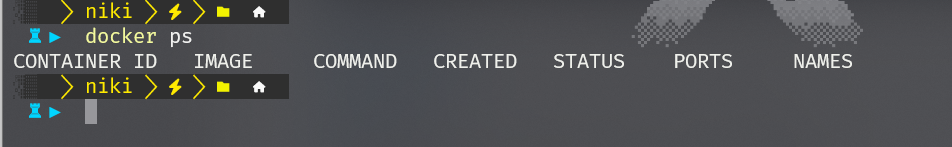 niki
docker ps
CONTAINER ID IMAGE COMMAND CREATED STATUS PORTS NAMES
niki